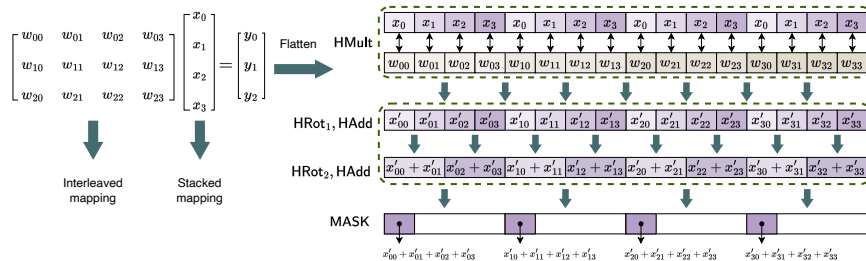 w00 w01 w02 w03
w10 w11 w12 w13
w20 w21 w22 w23
x0
x1
x2
x3
=
y0
y1
y2
Flatten
Interleaved
mapping
Stacked
mapping
x0 x1 x2 x3 x0 x1 x2 x3 x0 x1 x2 x3 x0 x1 x2 x3
HMult
w00 w01 w02 w03 w10 w11 w12 w13 w20 w21 w22 w23 w30 w31 w32 w33
HRot1, HAdd
x'00 x'01 x'02 x'03 x'10 x'11 x'12 x'13 x'20 x'21 x'22 x'23 x'30 x'31 x'32 x'33
HRot2, HAdd
x'00 + x'01 x'02 + x'03 x'10 + x'11 x'12 + x'13 x'20 + x'21 x'22 + x'23 x'30 + x'31 x'32 + x'33
MASK
x'00 + x'01 + x'02 + x'03 x'10 + x'11 + x'12 + x'13 x'20 + x'21 + x'22 + x'23 x'30 + x'31 + x'32 + x'33